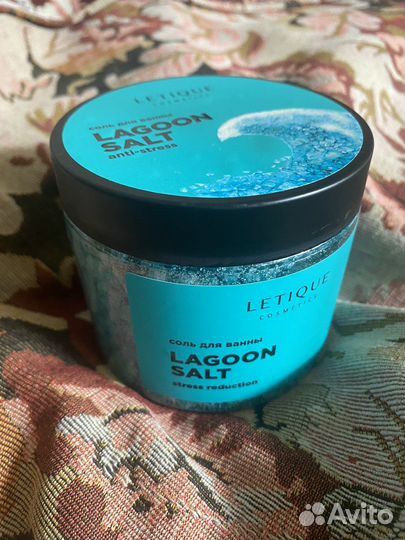 LETIQUE
COSMETICS
соль для ванны
LAGOON
SALT
anti-stress
LETIQUE
COSMETICS
соль для ванны
LAGOON
SALT
stress reduction
Avito